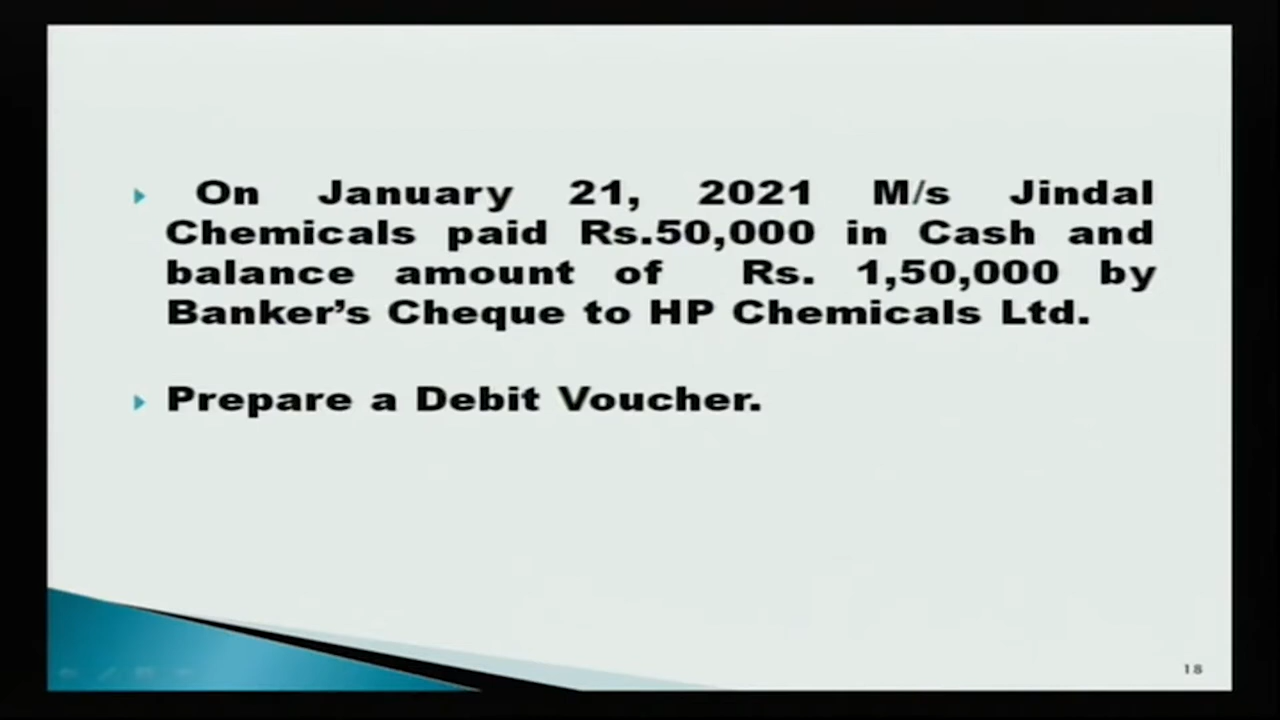 On January 21, 2021 M/s Jindal
Chemicals paid Rs.50,000 in Cash and
balance amount of Rs. 1,50,000 by
Banker's Cheque to HP Chemicals Ltd.
Prepare a Debit Voucher.
18